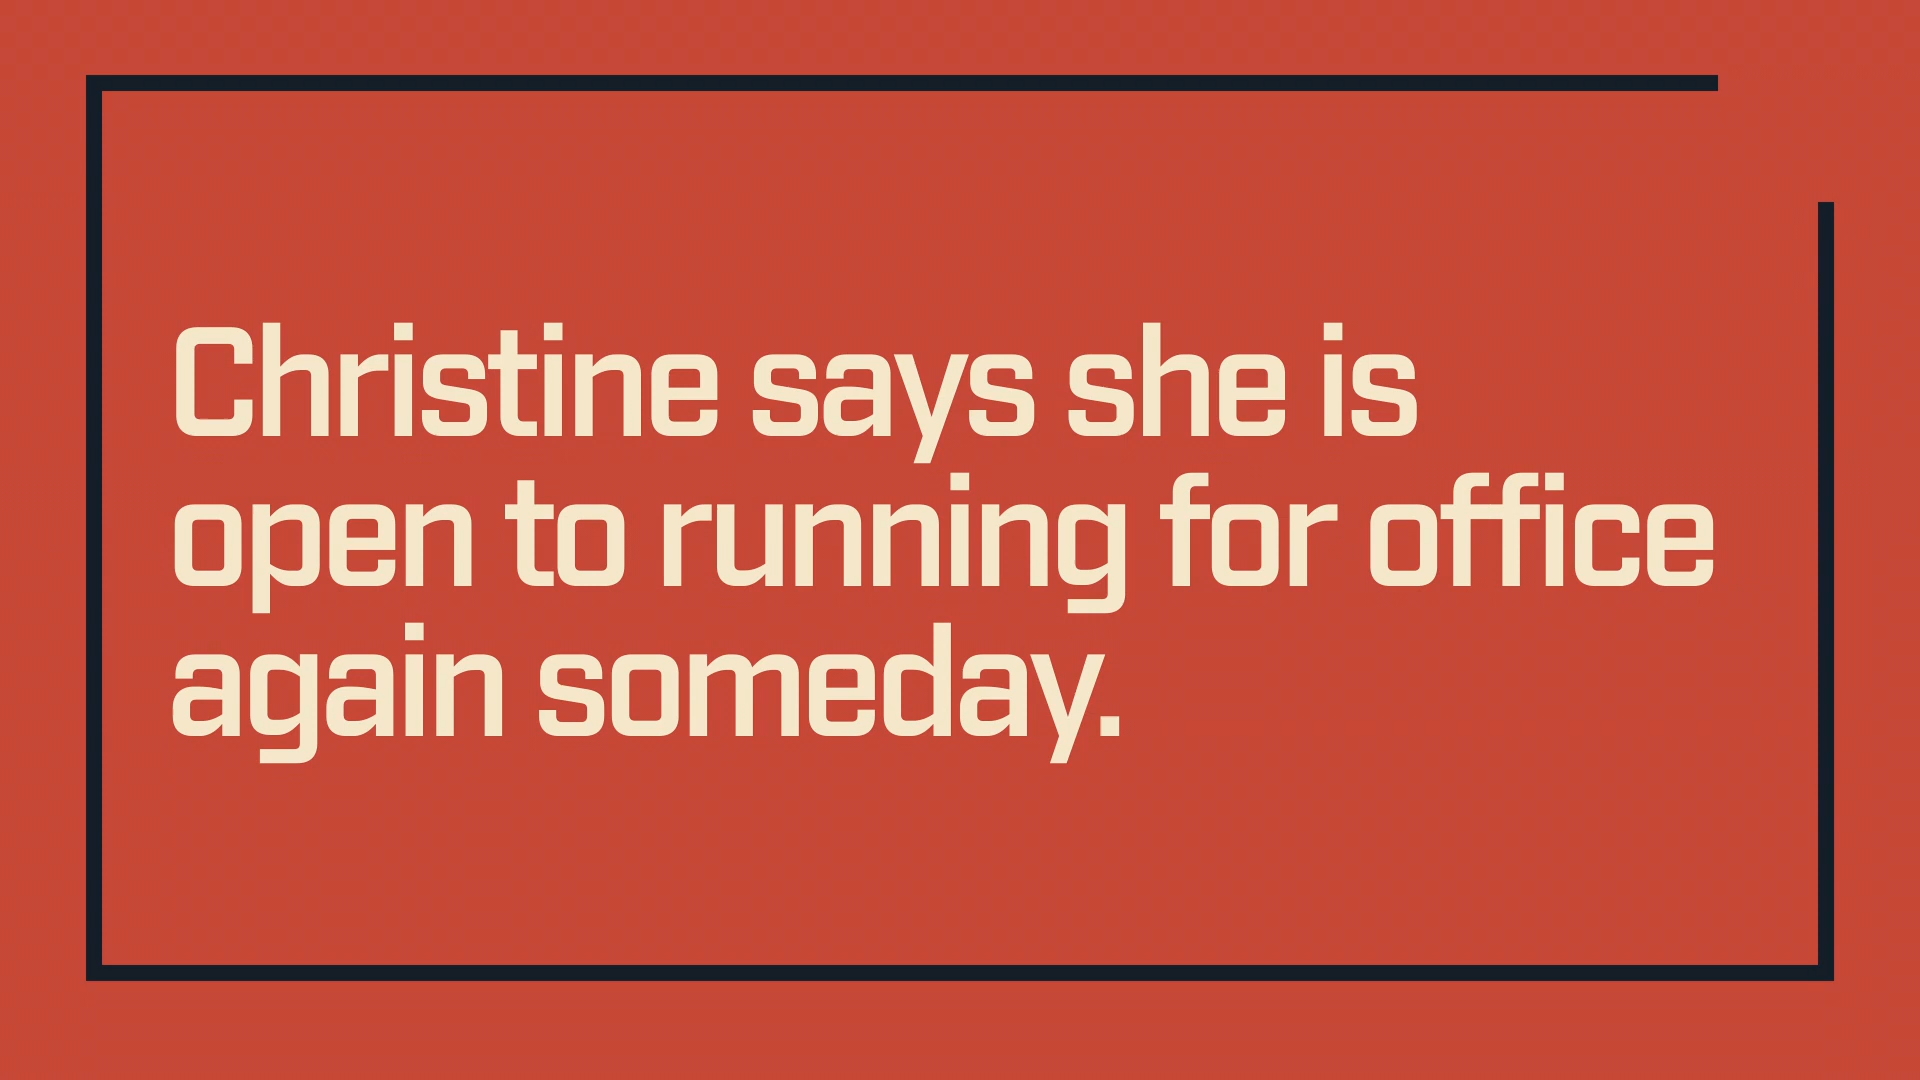 Christine says she is
open to running for office
again someday.